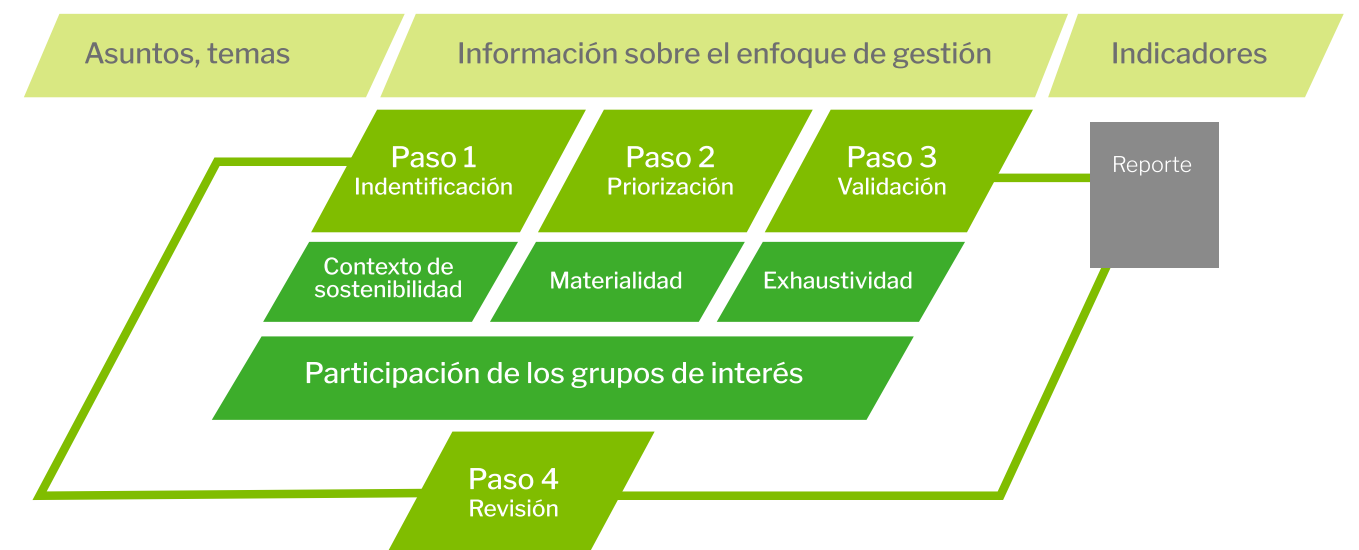 Asuntos, temas
Información sobre el enfoque de gestión
Indicadores
Paso 1
Indentificación
Paso 2
Priorización
Paso 3
Validación
Reporte
Contexto de
sostenibilidad
Materialidad
Exhaustividad
Participación de los grupos de interés
Paso 4
Revisión